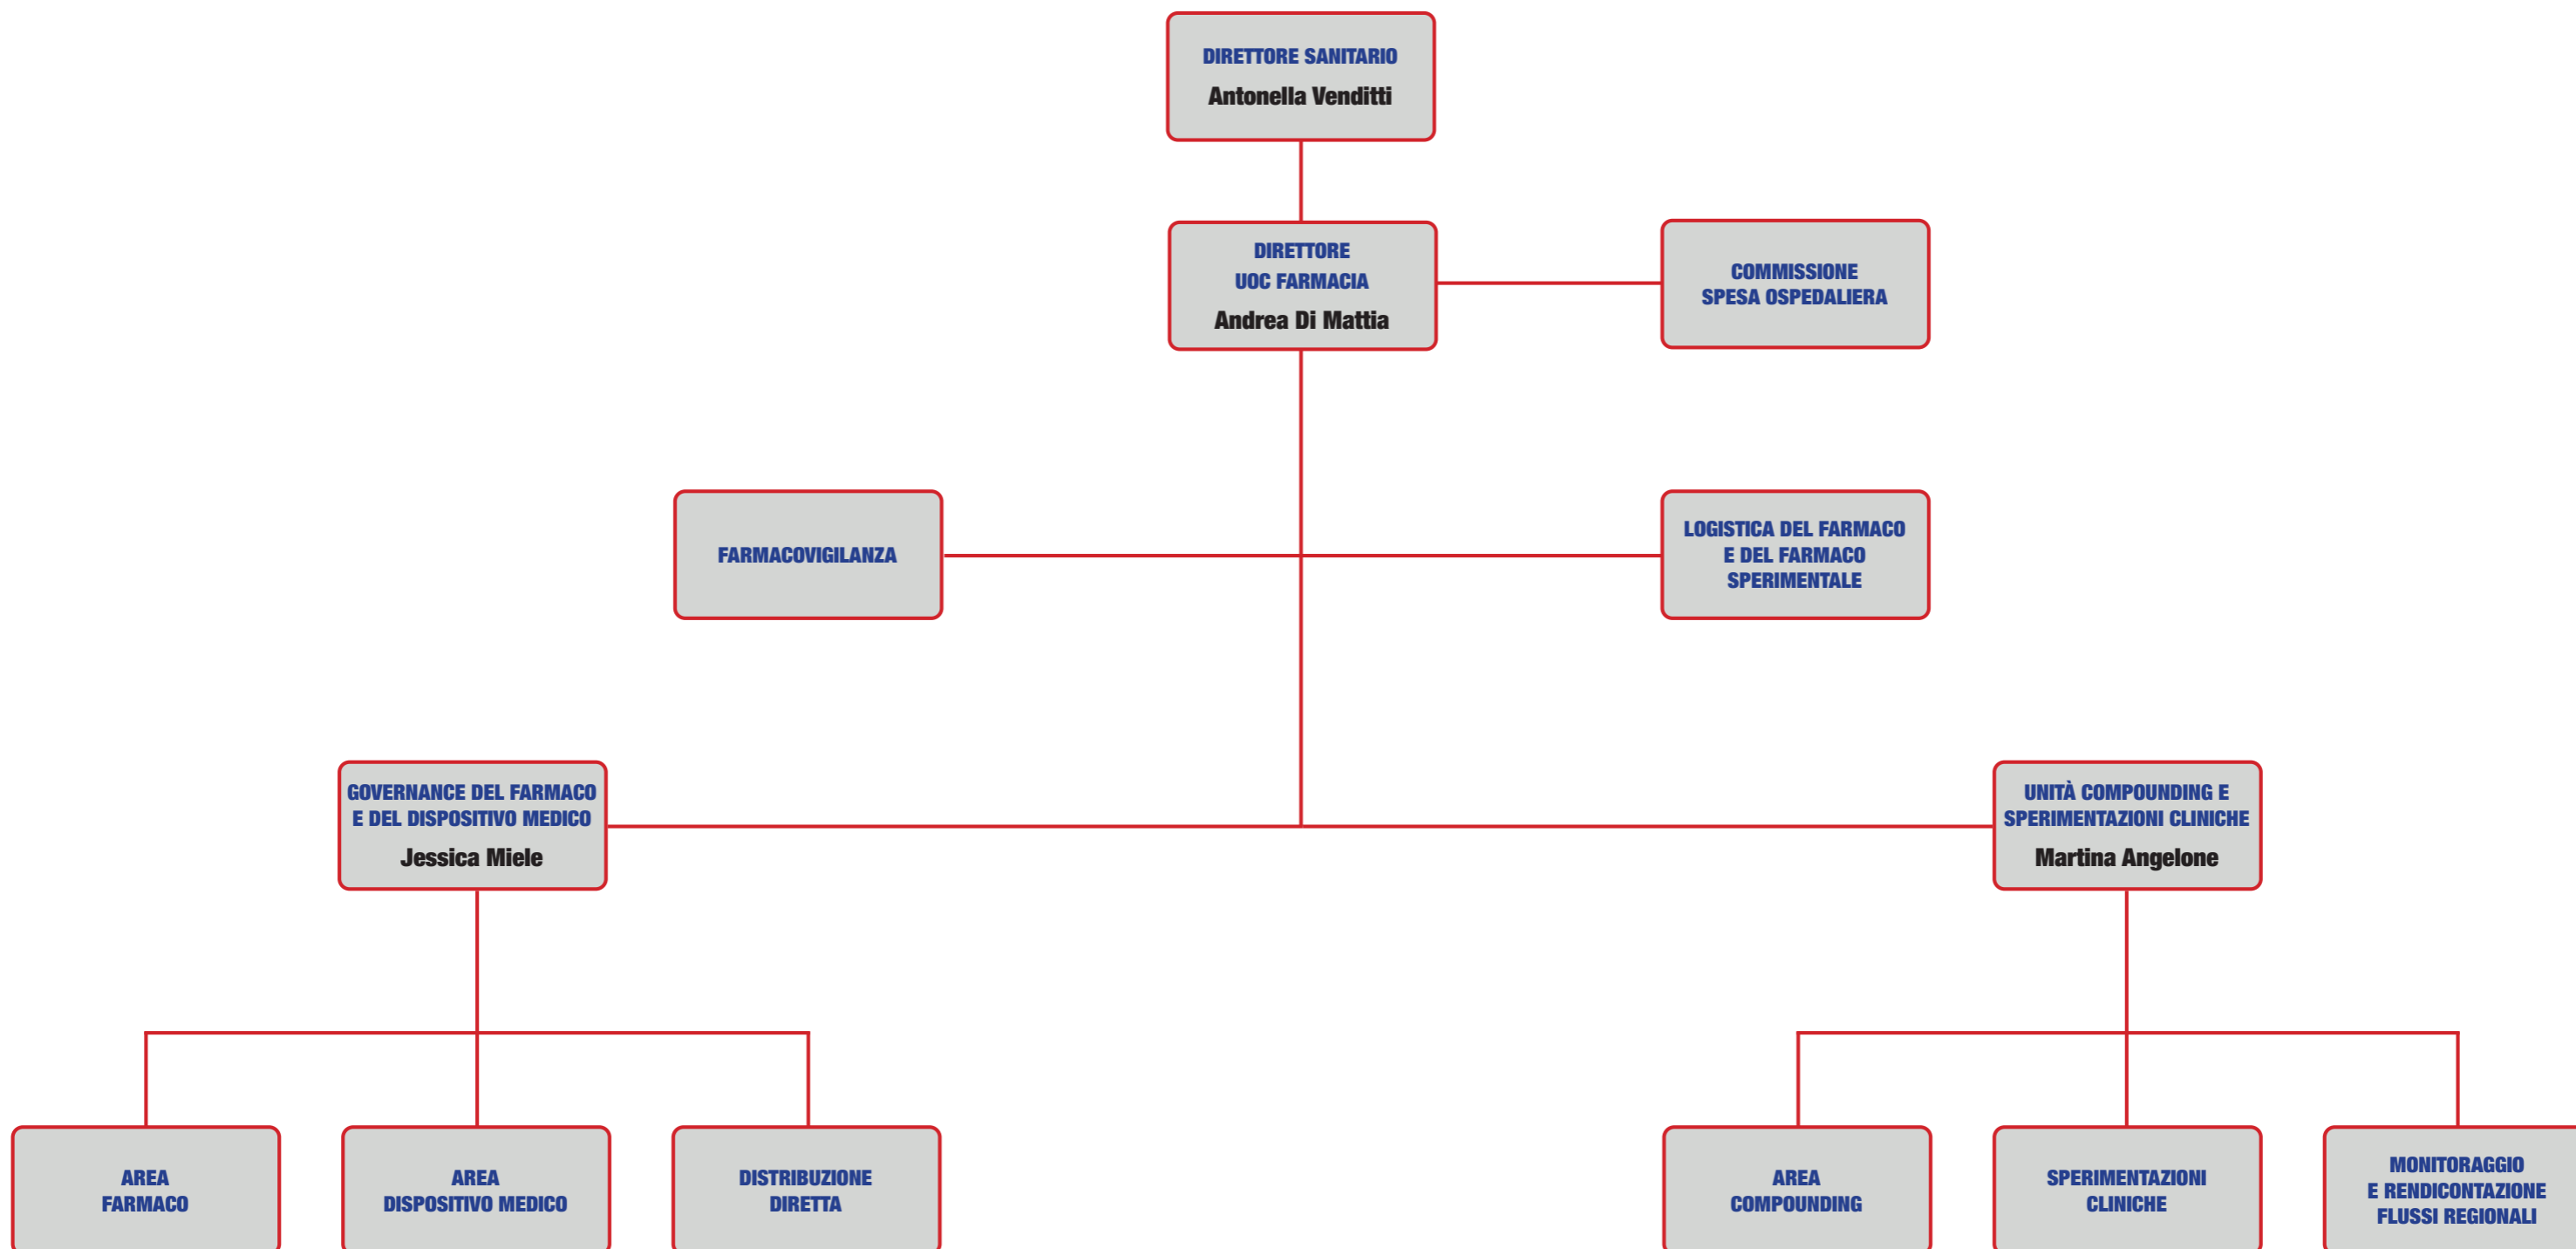 DIRETTORE SANITARIO
Antonella Venditti
DIRETTORE
UOC FARMACIA
Andrea Di Mattia
COMMISSIONE
SPESA OSPEDALIERA
FARMACOVIGILANZA
LOGISTICA DEL FARMACO
E DEL FARMACO
SPERIMENTALE
GOVERNANCE DEL FARMACO
E DEL DISPOSITIVO MEDICO
Jessica Miele
UNITÀ COMPOUNDING E
SPERIMENTAZIONI CLINICHE
Martina Angelone
AREA
FARMACO
AREA
DISPOSITIVO MEDICO
DISTRIBUZIONE
DIRETTA
AREA
COMPOUNDING
SPERIMENTAZIONI
CLINICHE
MONITORAGGIO
E RENDICONTAZIONE
FLUSSI REGIONALI